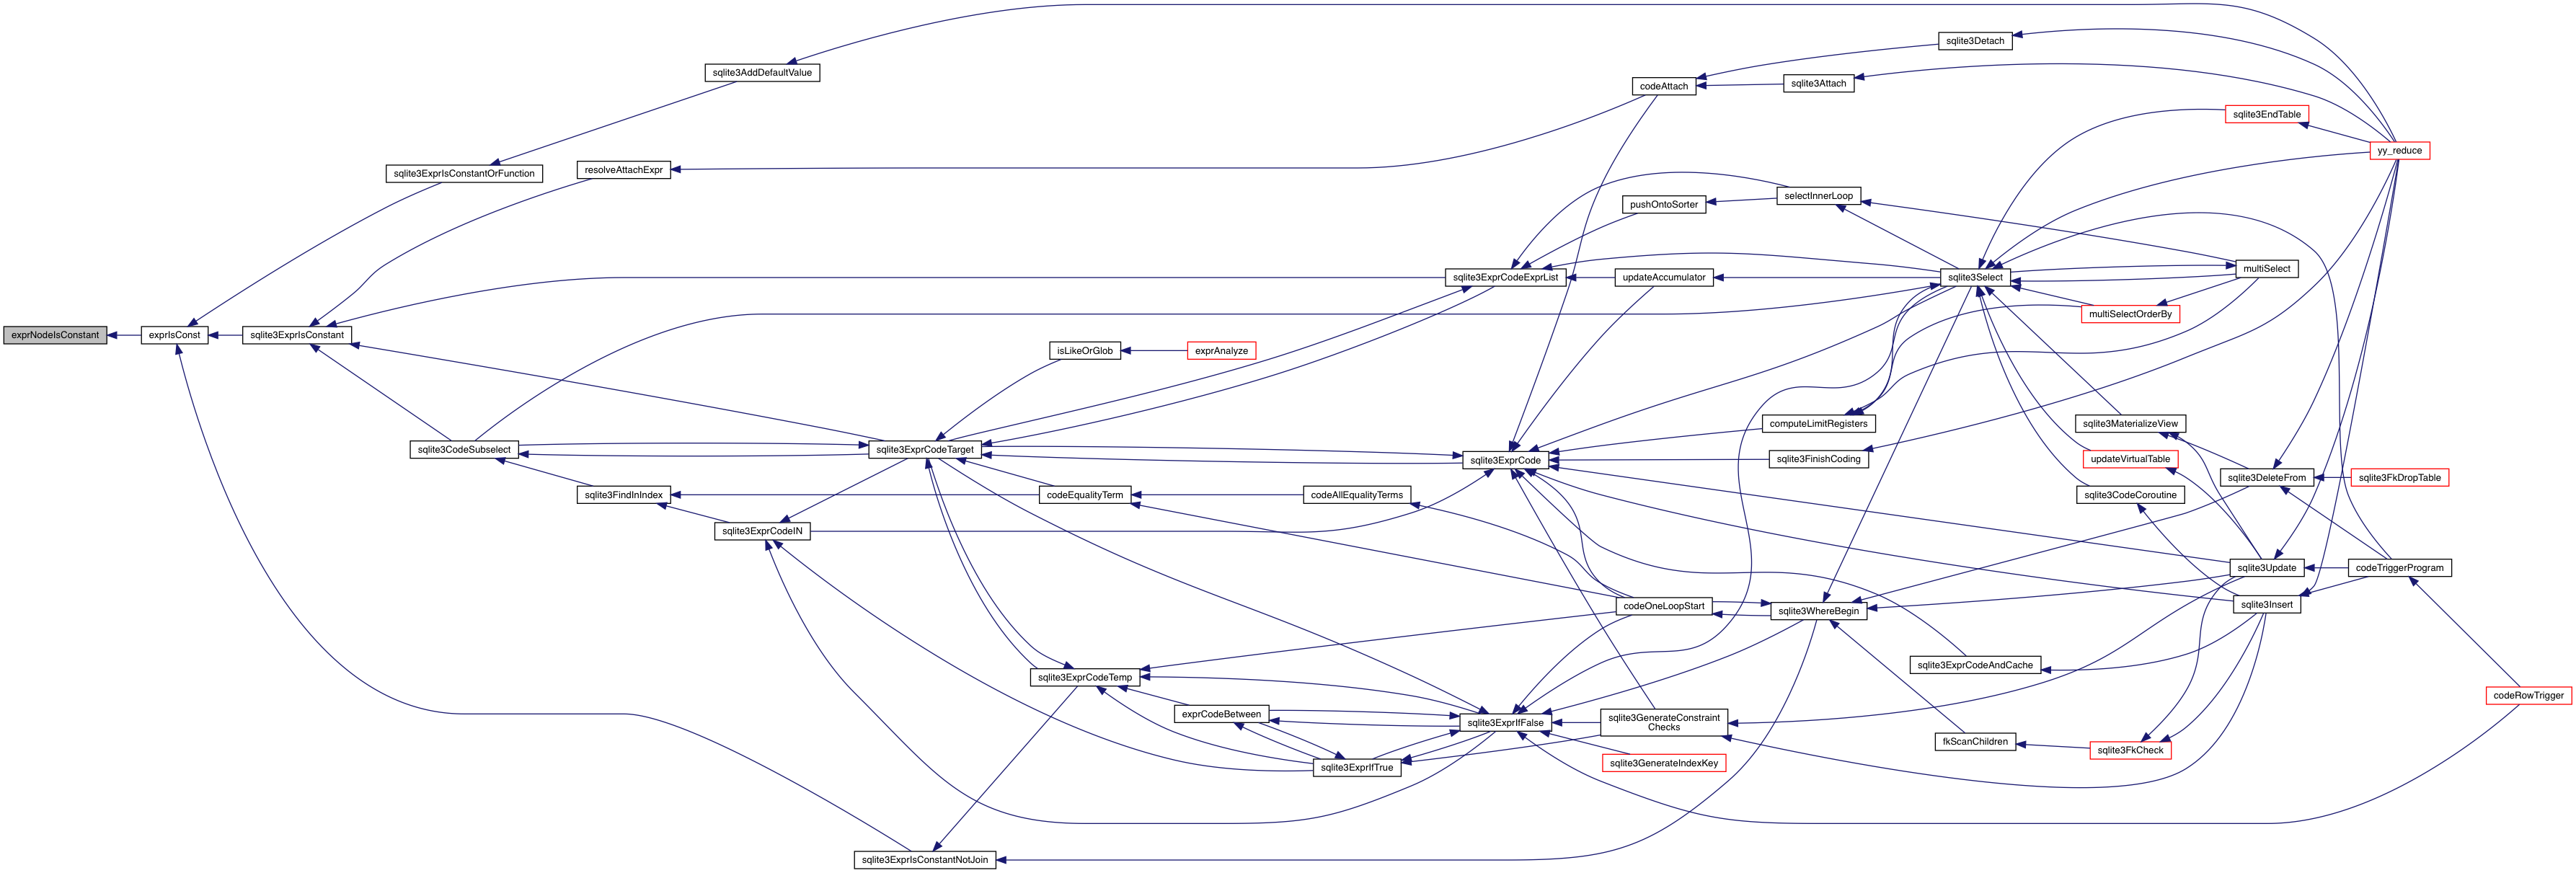 exprNodeIsConstant
exprIsConst
sqlite3ExprIsConstantOrFunction
sqlite3ExprIsConstant
sqlite3AddDefaultValue
resolveAttachExpr
sqlite3CodeSubselect
sqlite3FindInIndex
sqlite3ExprCodeIN
sqlite3ExprCodeTarget
sqlite3ExprIsConstantNotJoin
isLikeOrGlob
exprAnalyze
codeEqualityTerm
codeAllEqualityTerms
sqlite3ExprCodeTemp
exprCodeBetween
sqlite3ExprIfTrue
sqlite3ExprCodeExprList
sqlite3ExprCode
sqlite3ExprIfFalse
codeAttach
pushOntoSorter
updateAccumulator
codeOneLoopStart
sqlite3GenerateConstraint
Checks
sqlite3GenerateIndexKey
sqlite3Detach
sqlite3Attach
selectInnerLoop
computeLimitRegisters
sqlite3FinishCoding
sqlite3WhereBegin
sqlite3Select
sqlite3ExprCodeAndCache
fkScanChildren
sqlite3EndTable
yy_reduce
multiSelect
multiSelectOrderBy
sqlite3MaterializeView
updateVirtualTable
sqlite3CodeCoroutine
sqlite3DeleteFrom
sqlite3FkDropTable
sqlite3Update
codeTriggerProgram
sqlite3Insert
codeRowTrigger
sqlite3FkCheck